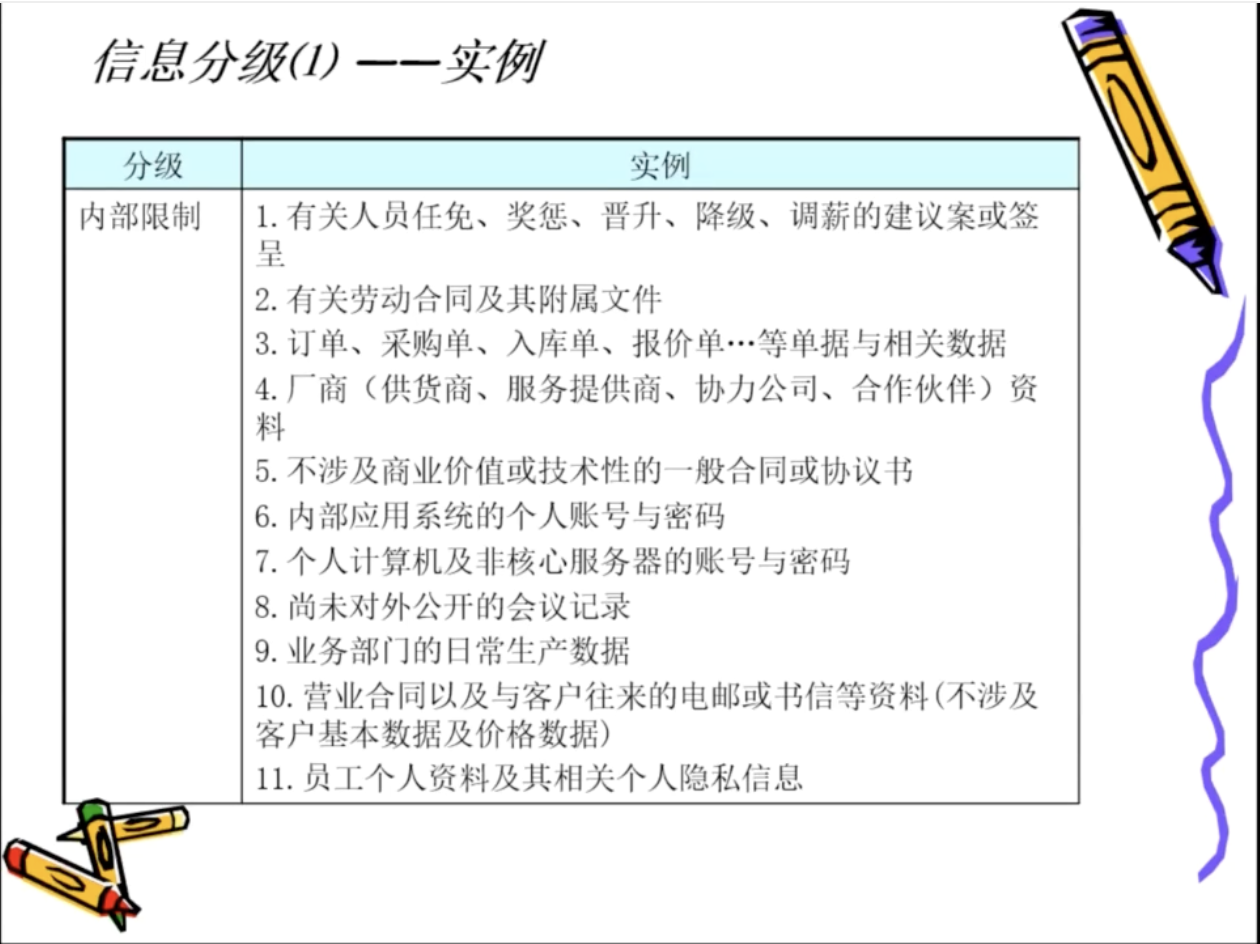 信息分级(1) ——实例
分级
实例
内部限制
1.有关人员任免、奖惩、晋升、降级、调薪的建议案或签
呈
2.有关劳动合同及其附属文件
3.订单、采购单、入库单、报价单…等单据与相关数据
4.厂商（供货商、服务提供商、协力公司、合作伙伴）资
料
5.不涉及商业价值或技术性的一般合同或协议书
6.内部应用系统的个人账号与密码
7.个人计算机及非核心服务器的账号与密码
8.尚未对外公开的会议记录
9.业务部门的日常生产数据
10.营业合同以及与客户往来的电邮或书信等资料(不涉及
客户基本数据及价格数据)
11.员工个人资料及其相关个人隐私信息